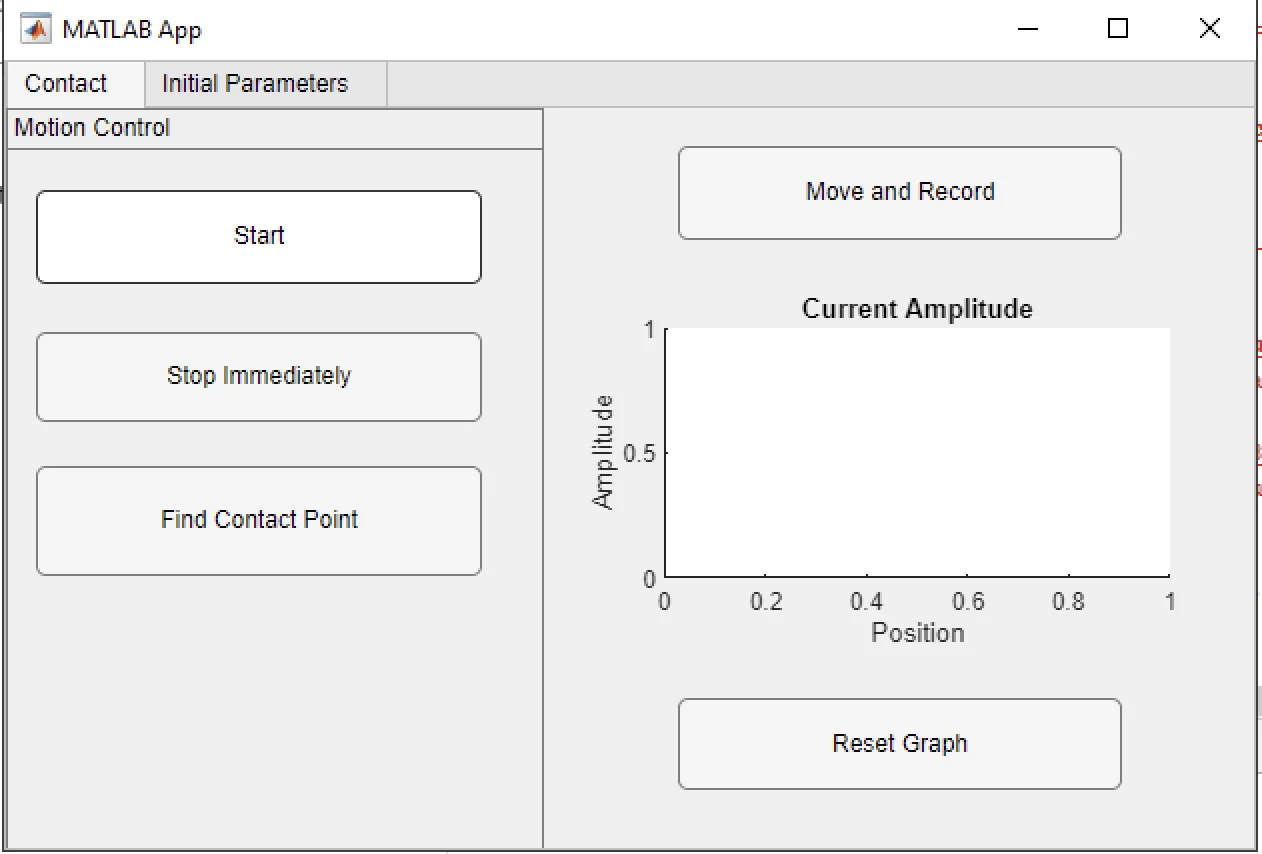 MATLAB App
Contact
Initial Parameters
Motion Control
Start
Stop Immediately
Find Contact Point
Move and Record
Current Amplitude
1
0.5
0
Amplitude
0 0.2 0.4 0.6 0.8 1
Position
Reset Graph